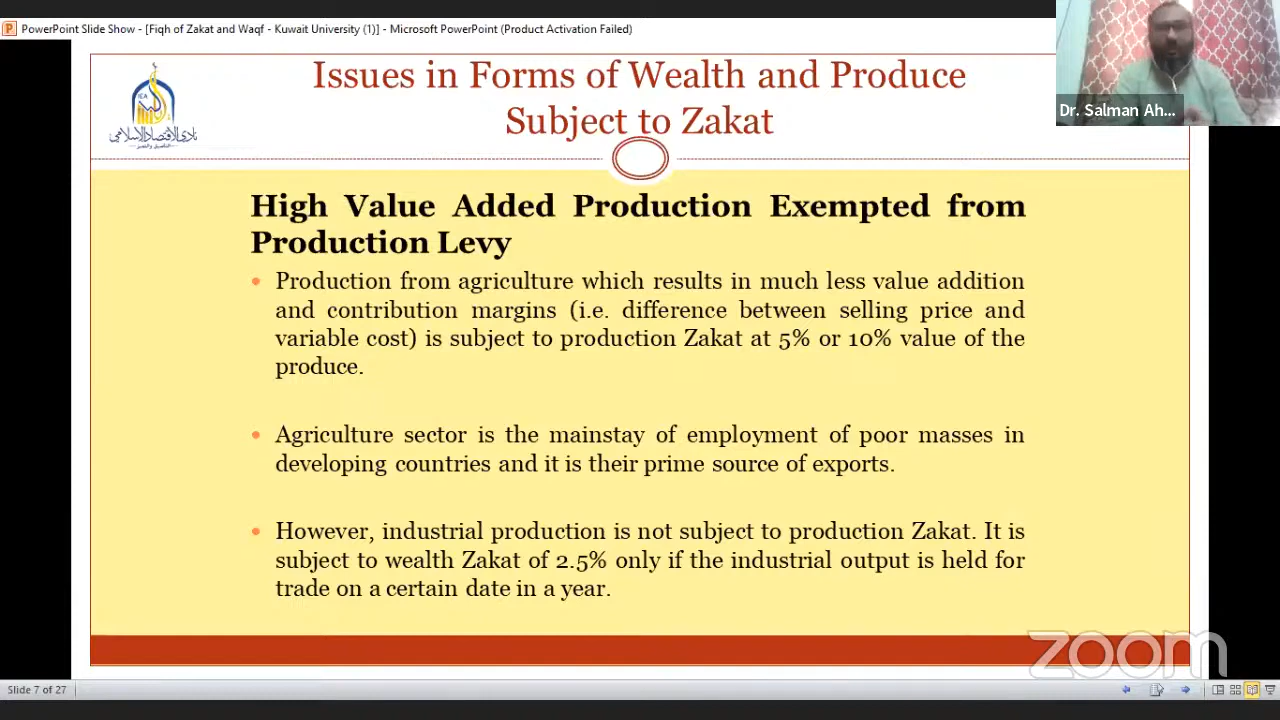 PowerPoint Slide Show - [Fiqh of Zakat and Waqf - Kuwait University (1)] - Microsoft PowerPoint (Product Activation Failed)
Issues in Forms of Wealth and Produce
Subject to Zakat
Dr. Salman Ah...
ICA
نادي الاقتصاد الإسلامي
High Value Added Production Exempted from
Production Levy
• Production from agriculture which results in much less value addition
and contribution margins (i.e. difference between selling price and
variable cost) is subject to production Zakat at 5% or 10% value of the
produce.
• Agriculture sector is the mainstay of employment of poor masses in
developing countries and it is their prime source of exports.
• However, industrial production is not subject to production Zakat. It is
subject to wealth Zakat of 2.5% only if the industrial output is held for
trade on a certain date in a year.
zoom
Slide 7 of 27